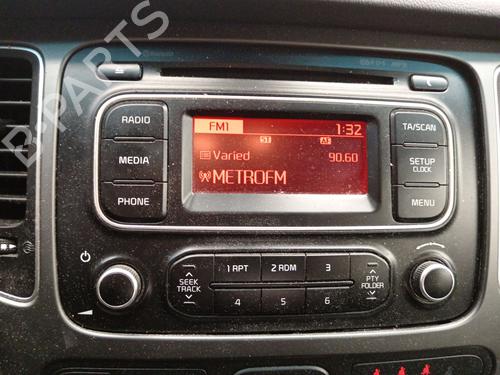 B-PARTS
RADIO
MEDIA
PHONE
FM1
1:32
ST
AF
Varied
90.60
METROFM
TA/SCAN
SETUP
CLOCK
MENU
SEEK
TRACK
1 RPT
2 RDM
3
4
5
6
PTY
FOLDER